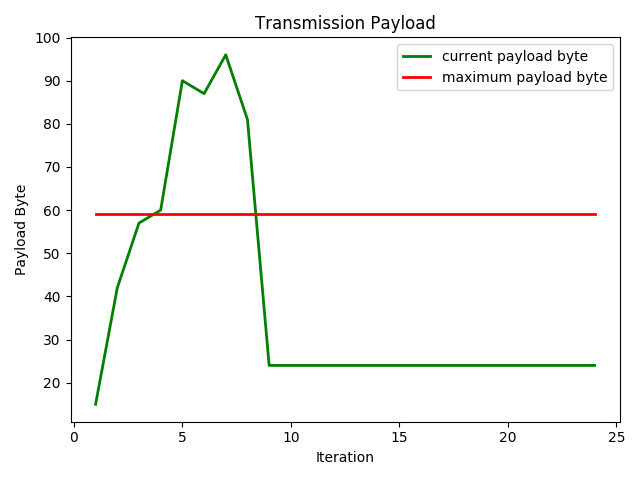 Transmission Payload
current payload byte
maximum payload byte
Payload Byte
100
90
80
70
60
50
40
30
20
0 5 10 15 20 25
Iteration